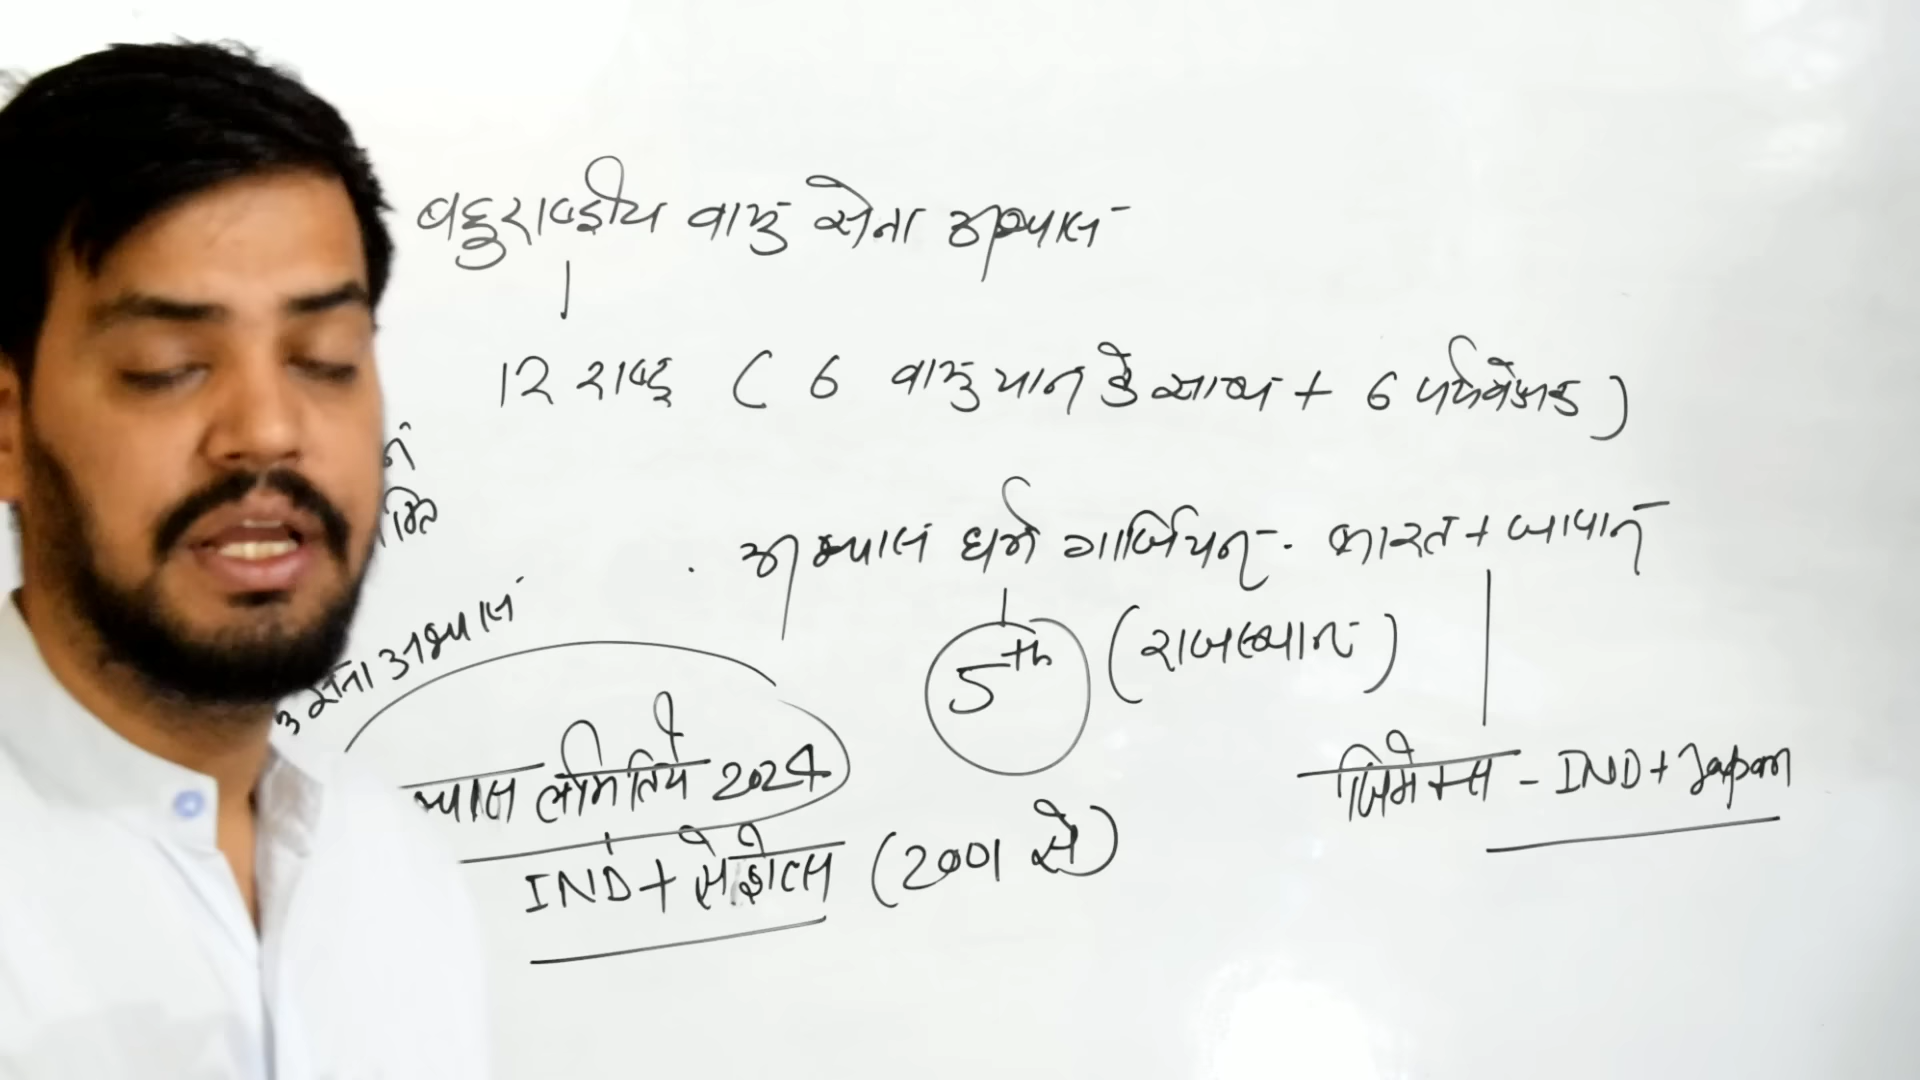 बहुराष्ट्रीय वायु सेना अभ्यास
12 राष्ट्र ( 6 वायुयान के साथ + 6 पर्यवेक्षक )
अभ्यास धर्म गार्जियन - भारत + जापान
5th (राजस्थान)
सेना अभ्यास
लामितिये 2024
जिमेक्स - IND + Japan
IND + सेशेल्स (2001 से)